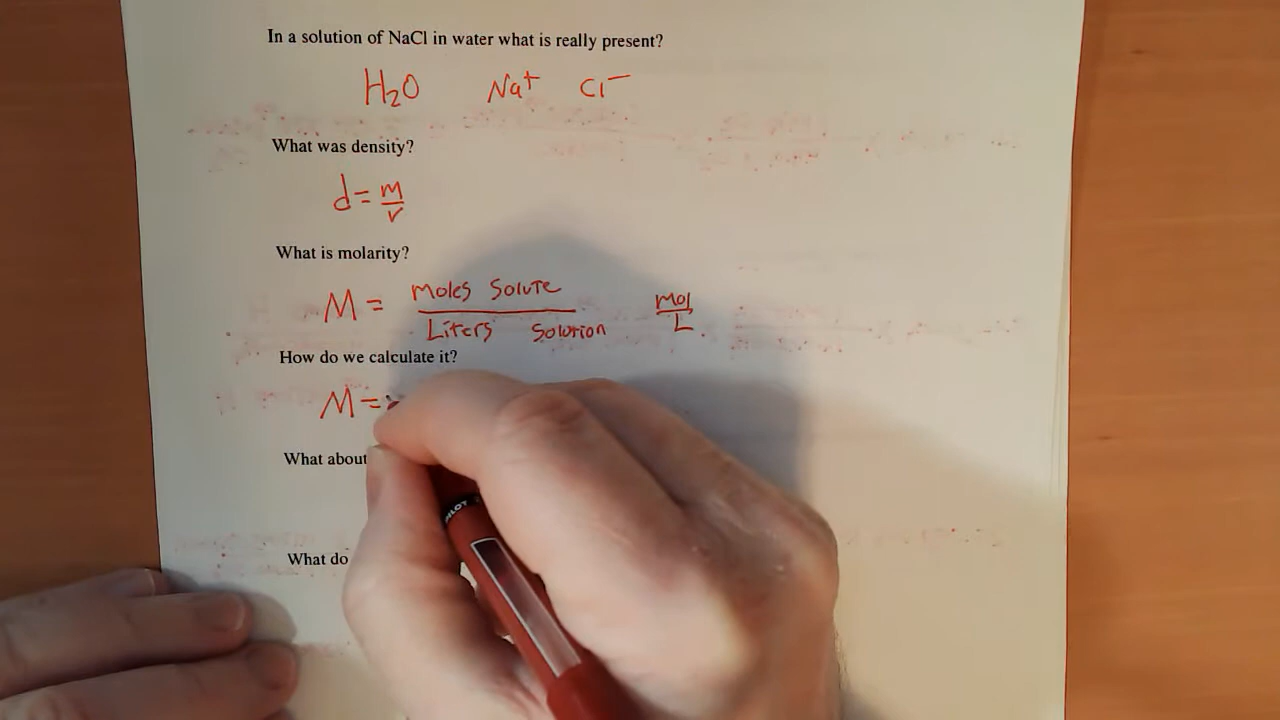 In a solution of NaCl in water what is really present?
H₂O Na⁺ Cl⁻
What was density?
d = m/v
What is molarity?
M = Moles Solute / Liters Solution mol/L
How do we calculate it?
M =
What about
What do
PILOT